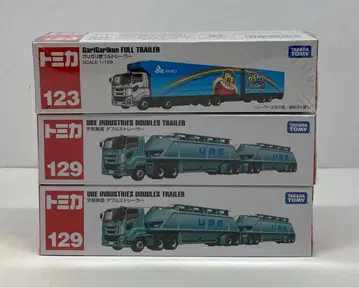 トミカ
123
GariGarikun FULL TRAILER
ガリガリ君フルトレーラー
SCALE 1/128
TAKARA TOMY
トミカ
129
UBE INDUSTRIES DOUBLES TRAILER
宇部興産 ダブルストレーラー
UBE
TAKARA TOMY
トミカ
129
UBE INDUSTRIES DOUBLES TRAILER
宇部興産 ダブルストレーラー
UBE
TAKARA TOMY